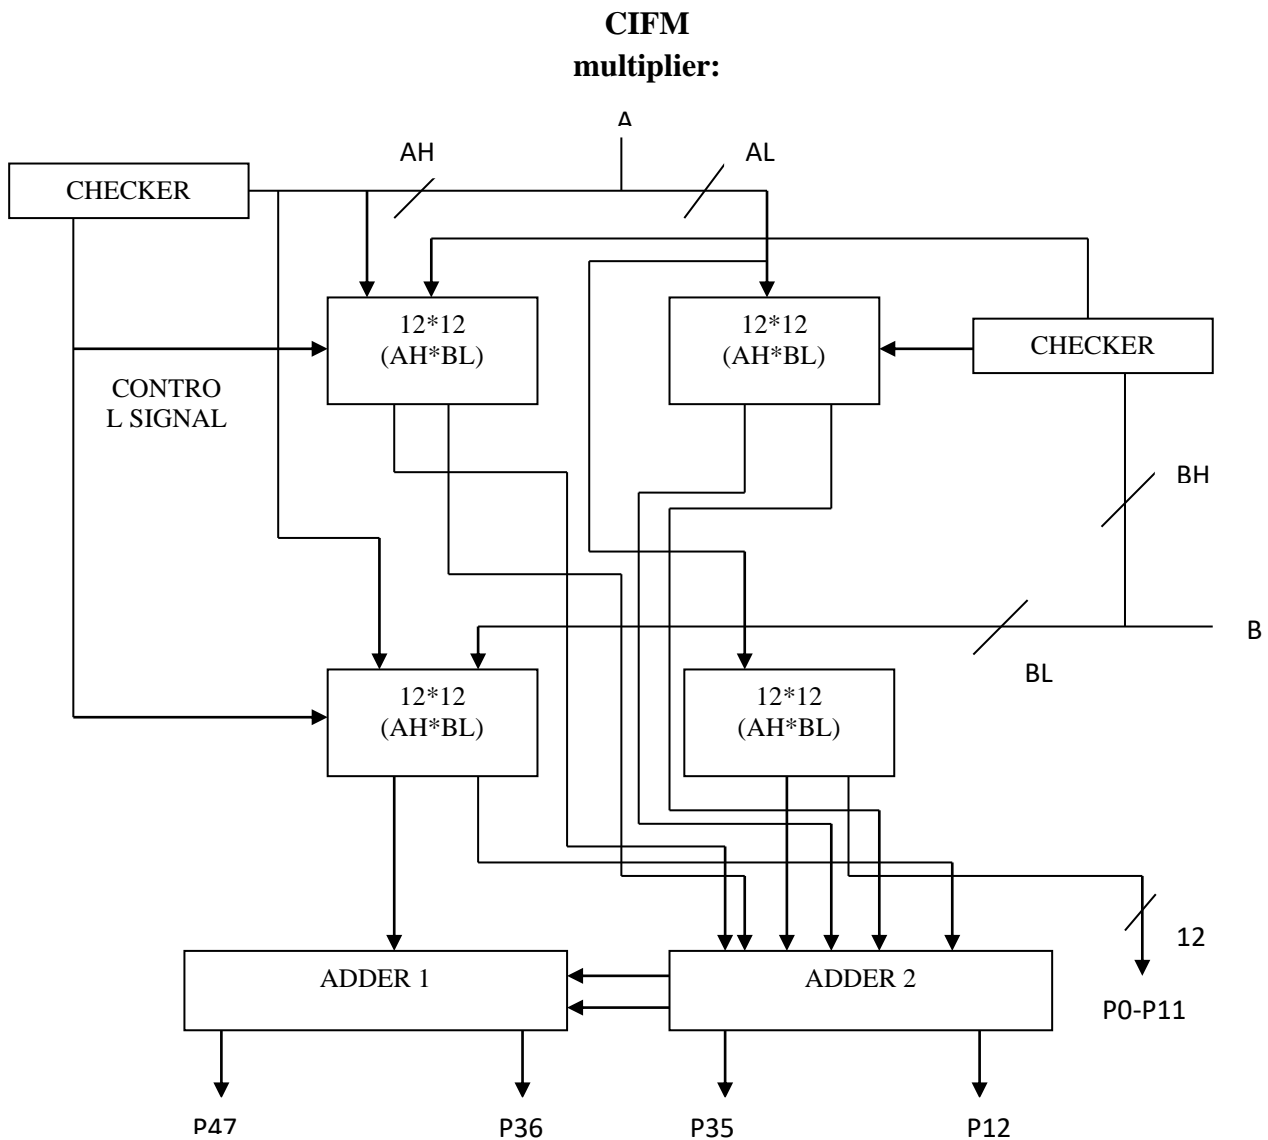 CIFM
multiplier:
A
AH
AL
CHECKER
12*12
(AH*BL)
12*12
(AH*BL)
CHECKER
CONTRO
L SIGNAL
BH
B
BL
12*12
(AH*BL)
12*12
(AH*BL)
12
ADDER 1
ADDER 2
P0-P11
P47
P36
P35
P12